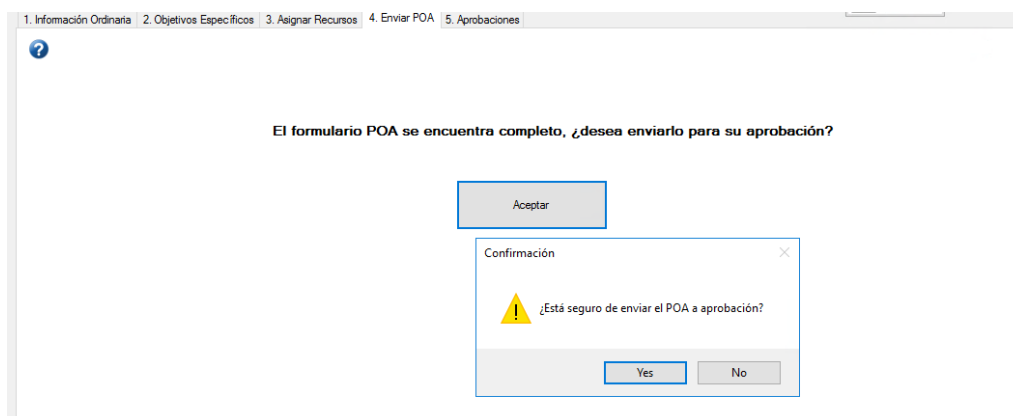 1. Información Ordinaria 2. Objetivos Específicos 3. Asignar Recursos 4. Enviar POA 5. Aprobaciones
?
El formulario POA se encuentra completo, ¿desea enviarlo para su aprobación?
Aceptar
Confirmación
¿Está seguro de enviar el POA a aprobación?
Yes No